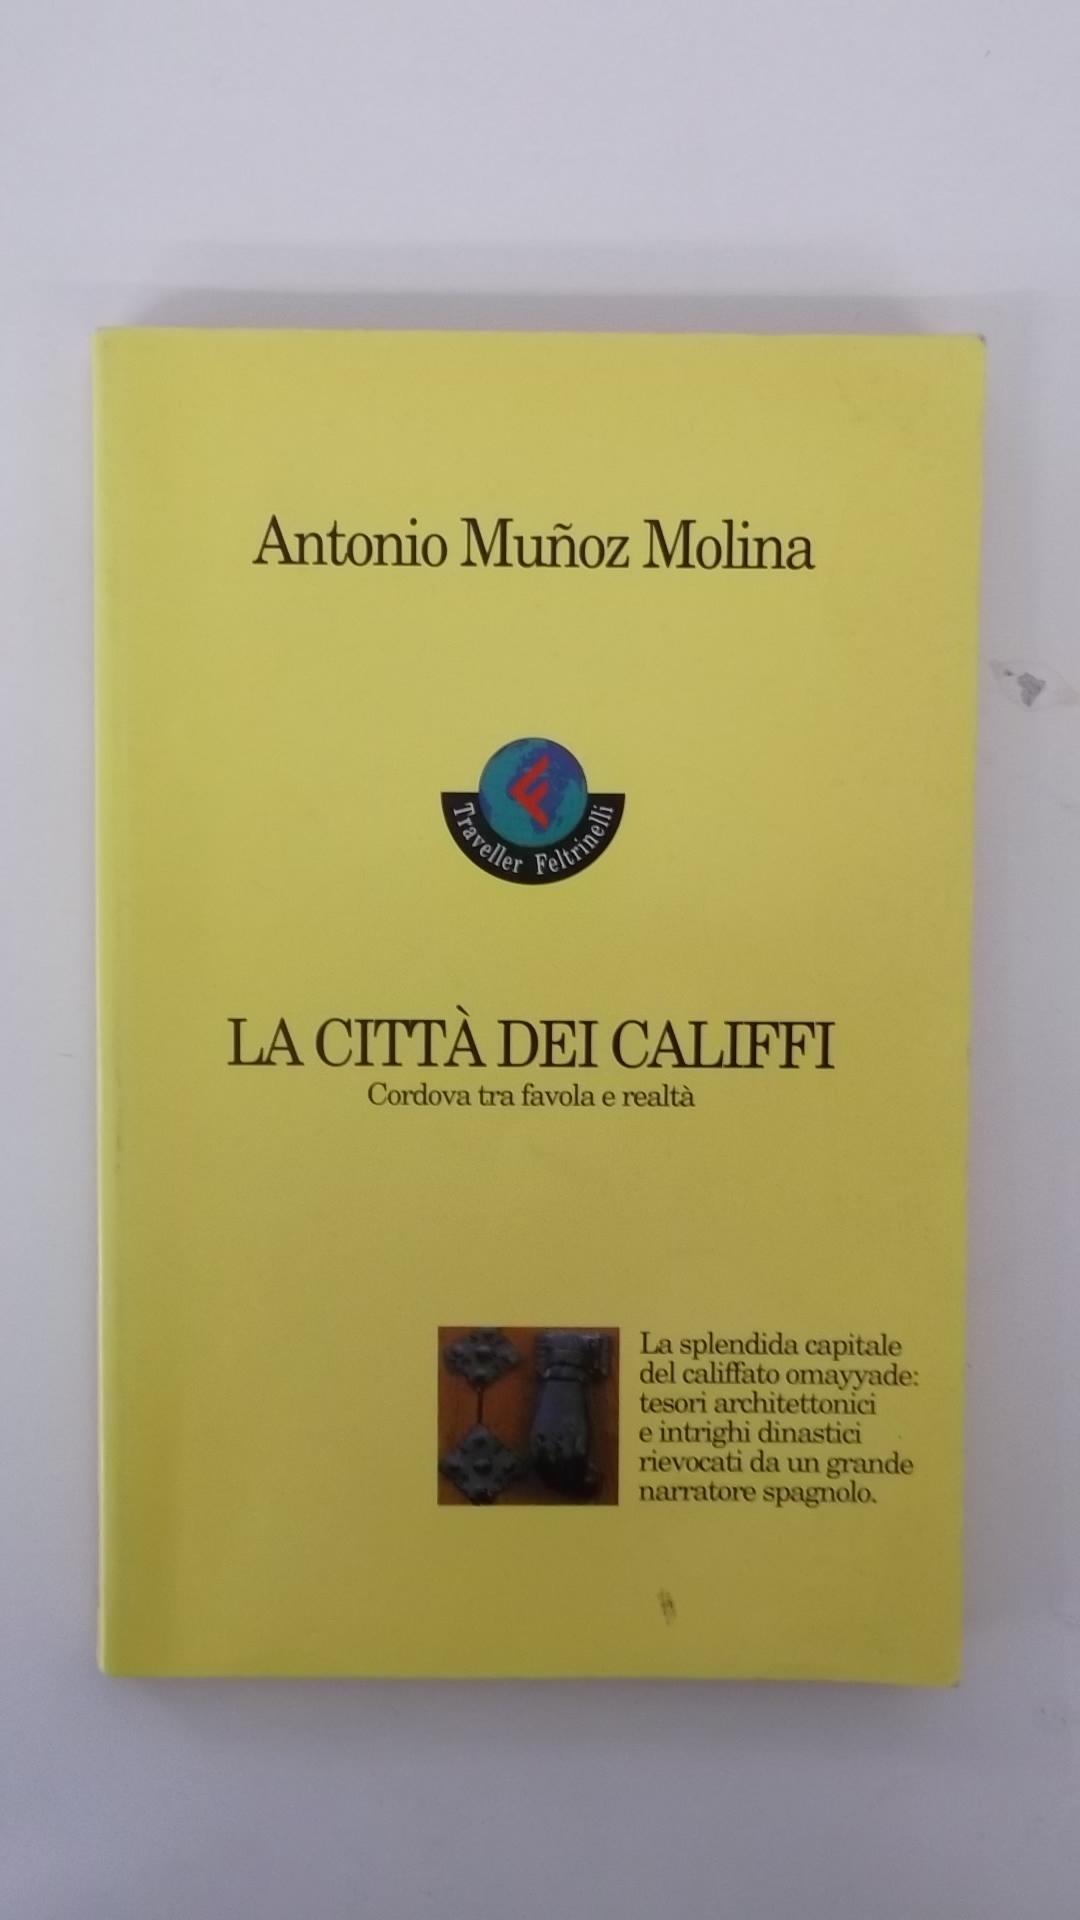 Antonio Muñoz Molina
Traveller Feltrinelli
LA CITTÀ DEI CALIFFI
Cordova tra favola e realtà
La splendida capitale
del califfato omayyade:
tesori architettonici
e intrighi dinastici
rievocati da un grande
narratore spagnolo.